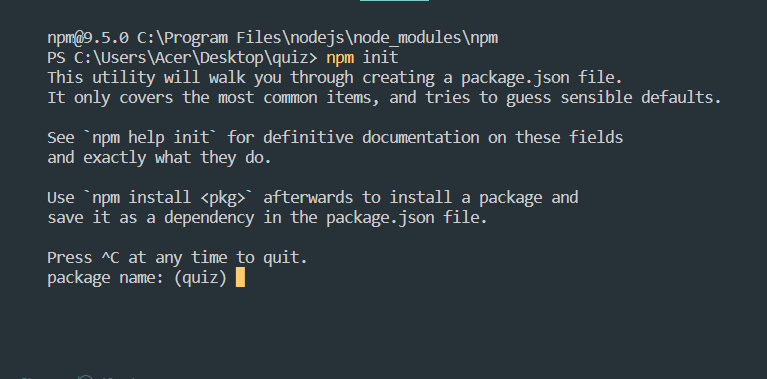 npm@9.5.0 C:\Program Files\nodejs\node_modules\npm
PS C:\Users\Acer\Desktop\quiz> npm init
This utility will walk you through creating a package.json file.
It only covers the most common items, and tries to guess sensible defaults.
See `npm help init` for definitive documentation on these fields
and exactly what they do.
Use `npm install <pkg>` afterwards to install a package and
save it as a dependency in the package.json file.
Press ^C at any time to quit.
package name: (quiz)